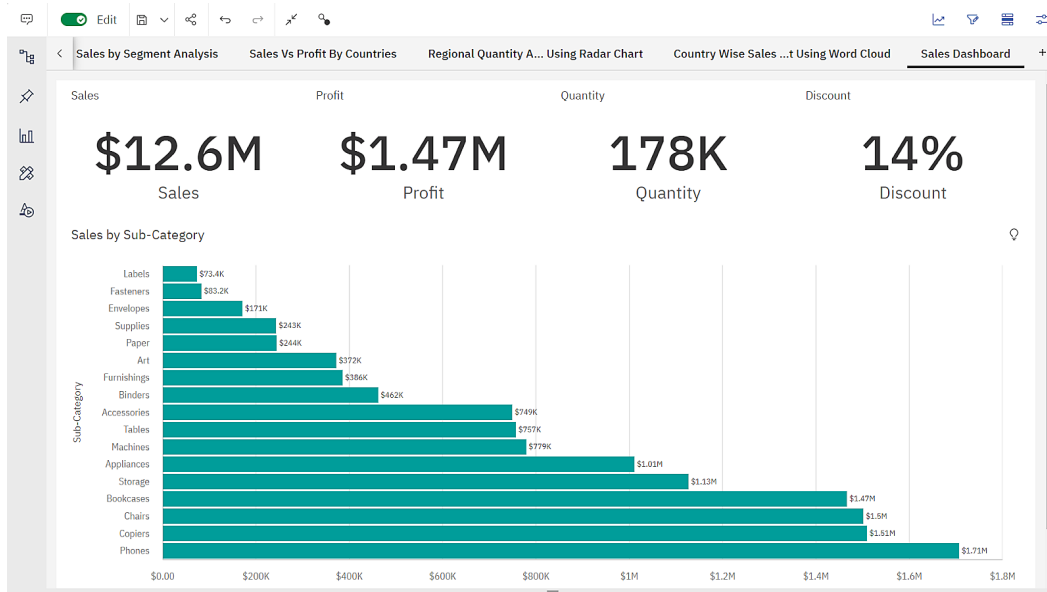 Edit
Sales by Segment Analysis
Sales Vs Profit By Countries
Regional Quantity A... Using Radar Chart
Country Wise Sales ...t Using Word Cloud
Sales Dashboard
Sales
Profit
Quantity
Discount
$12.6M
$1.47M
178K
14%
Sales
Profit
Quantity
Discount
Sales by Sub-Category
Sub-Category
Labels $73.4K
Fasteners $83.2K
Envelopes $171K
Supplies $243K
Paper $244K
Art $372K
Furnishings $386K
Binders $462K
Accessories $749K
Tables $757K
Machines $779K
Appliances $1.01M
Storage $1.13M
Bookcases $1.47M
Chairs $1.5M
Copiers $1.51M
Phones $1.71M
$0.00 $200K $400K $600K $800K $1M $1.2M $1.4M $1.6M $1.8M